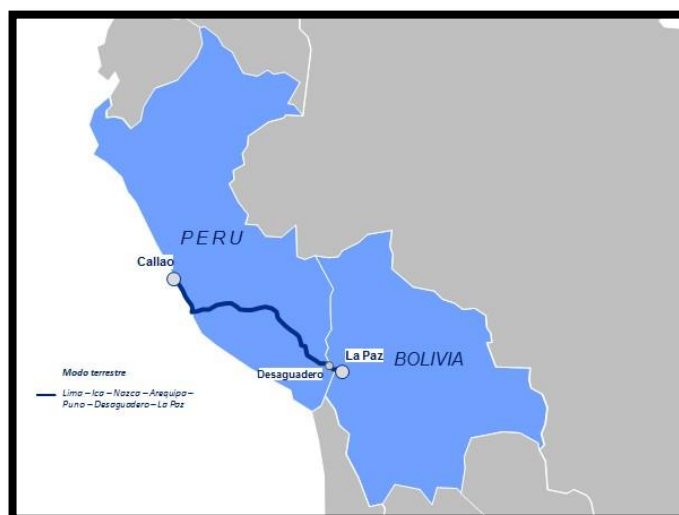 PERU
Callao
La Paz
BOLIVIA
Desaguadero
Modo terrestre
Lima – Ica – Nazca – Arequipa –
Puno – Desaguadero – La Paz